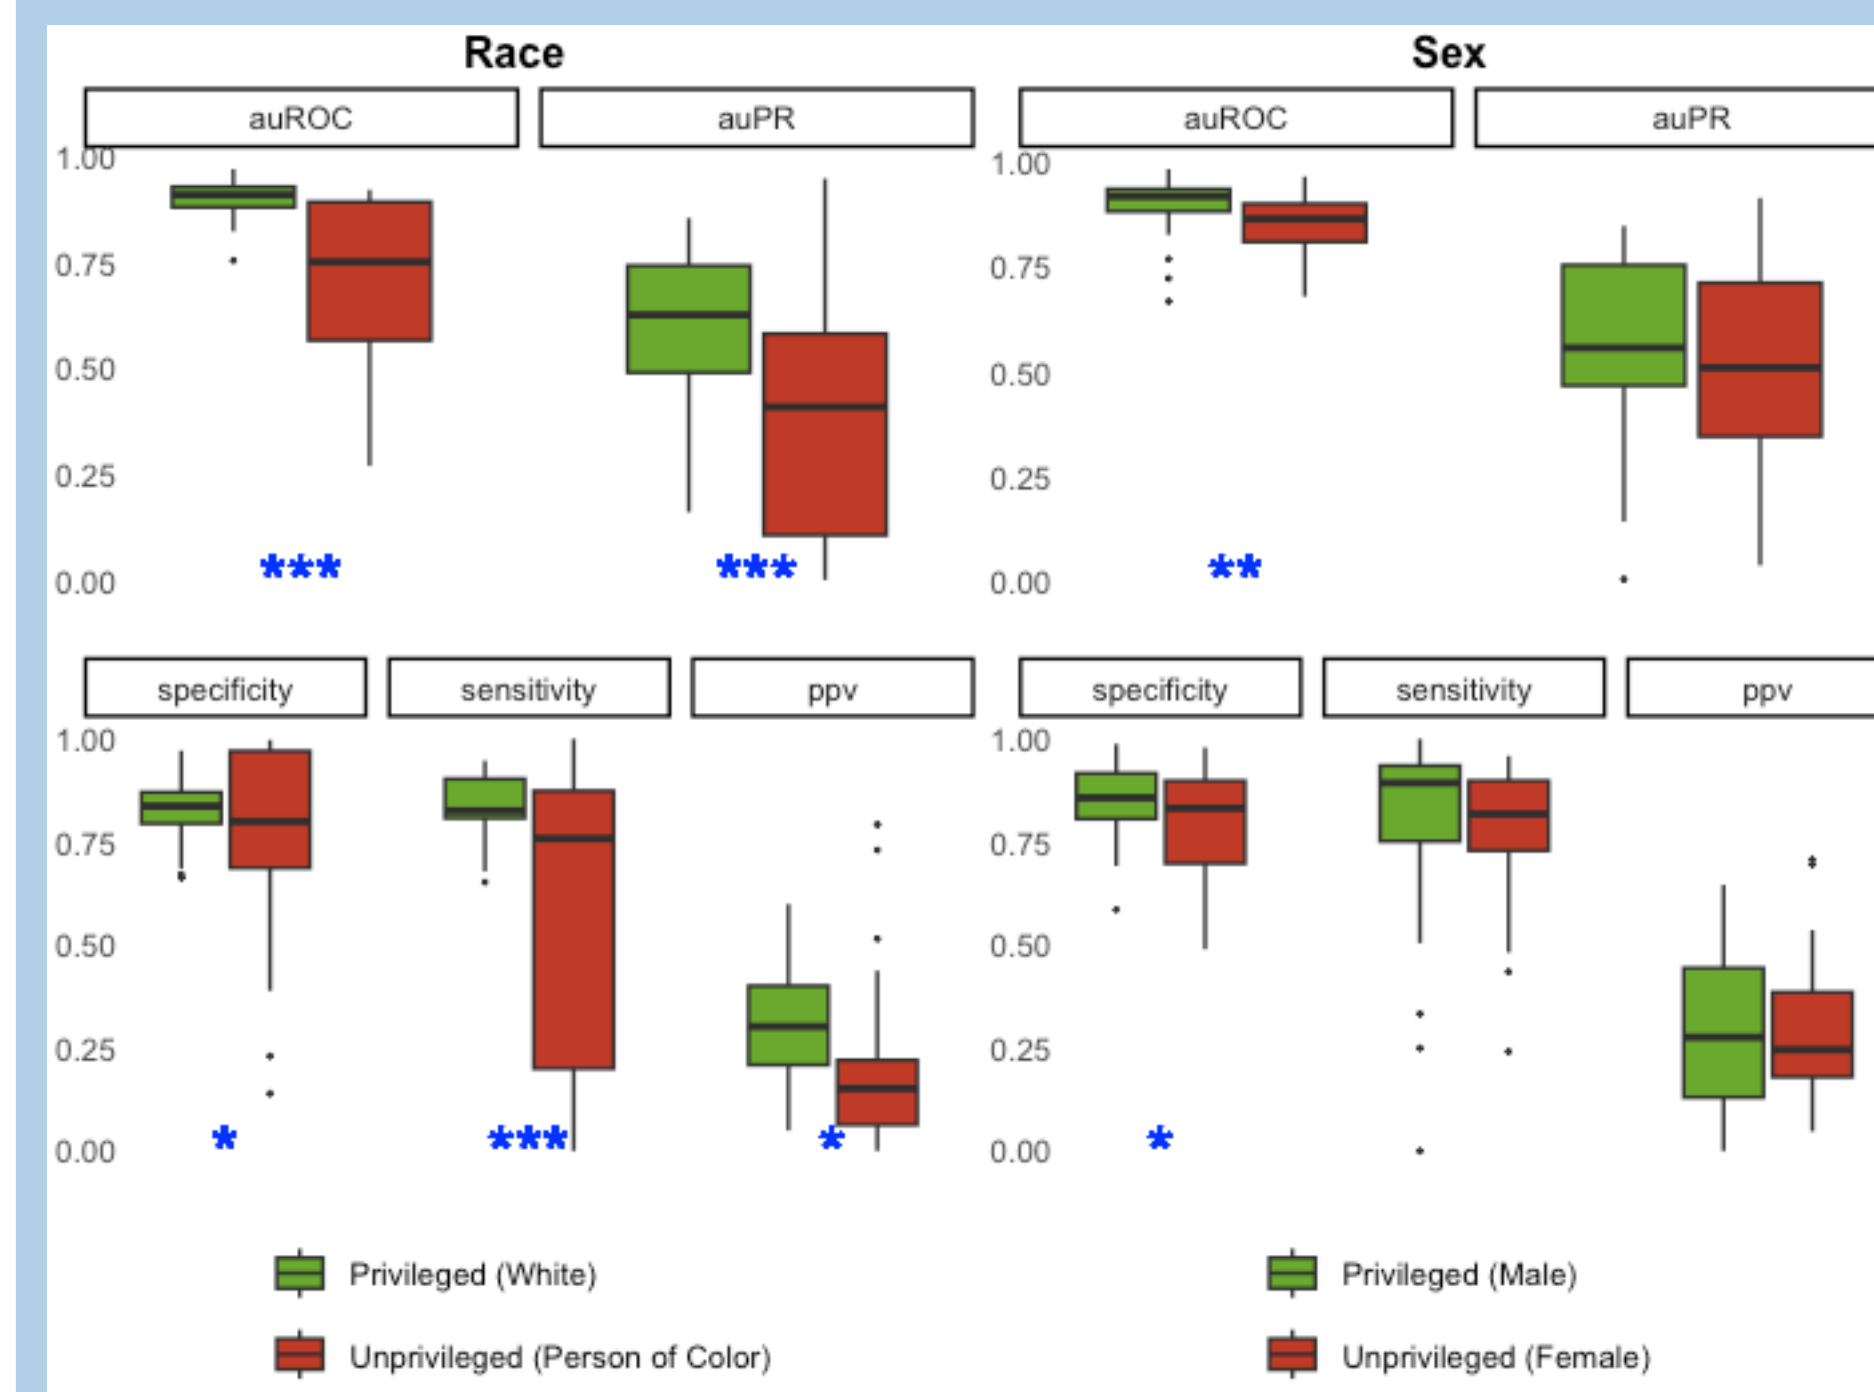 Race
auROC
auPR
1.00
0.75
0.50
0.25
0.00
***
***
specificity
sensitivity
ppv
1.00
0.75
0.50
0.25
0.00
*
***
*
Privileged (White)
Unprivileged (Person of Color)
Sex
auROC
auPR
1.00
0.75
0.50
0.25
0.00
**
specificity
sensitivity
ppv
1.00
0.75
0.50
0.25
0.00
*
Privileged (Male)
Unprivileged (Female)